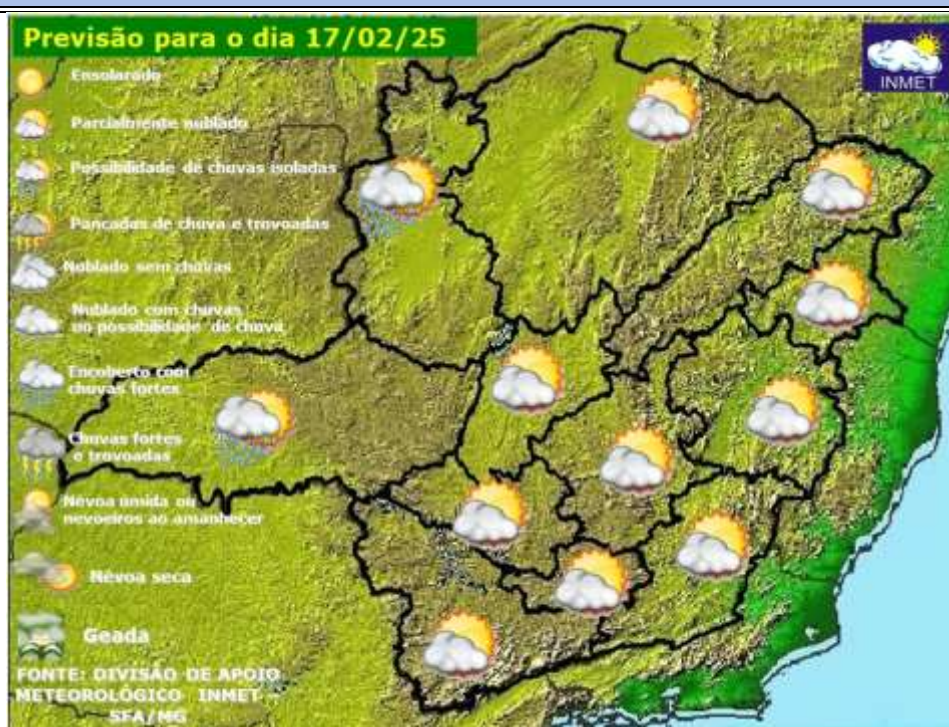 Previsão para o dia 17/02/25
INMET
Ensolarado
Parcialmente nublado
Possibilidade de chuvas isoladas
Pancadas de chuva e trovoadas
Nublado sem chuvas
Nublado com chuvas
ou possibilidade de chuva
Encoberto com
chuvas fortes
Chuvas fortes
e trovoadas
Névoa úmida ou
nevoeiros ao amanhecer
Névoa seca
Geada
FONTE: DIVISÃO DE APOIO
METEOROLÓGICO INMET-
SFA/MG